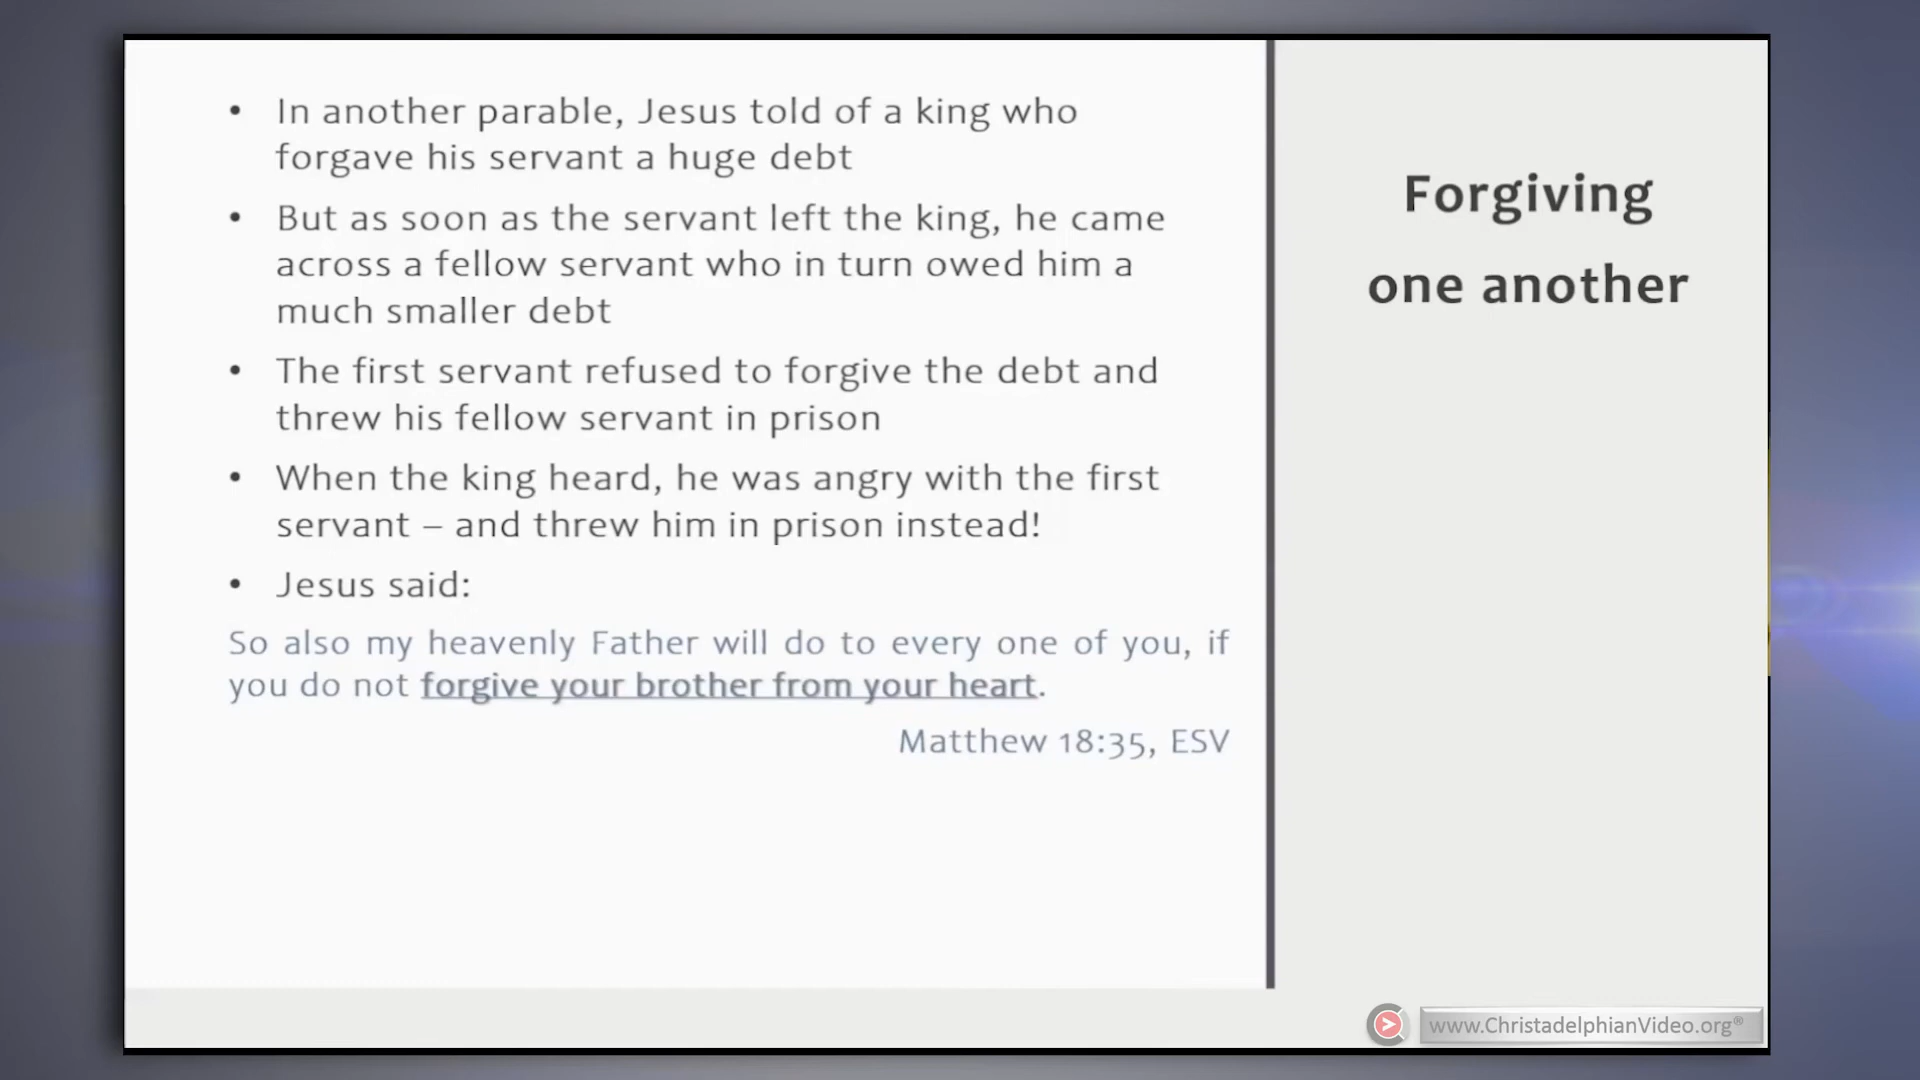 • In another parable, Jesus told of a king who
forgave his servant a huge debt
• But as soon as the servant left the king, he came
across a fellow servant who in turn owed him a
much smaller debt
• The first servant refused to forgive the debt and
threw his fellow servant in prison
• When the king heard, he was angry with the first
servant – and threw him in prison instead!
• Jesus said:
So also my heavenly Father will do to every one of you, if
you do not forgive your brother from your heart.
Matthew 18:35, ESV
Forgiving
one another
www.ChristadelphianVideo.org®